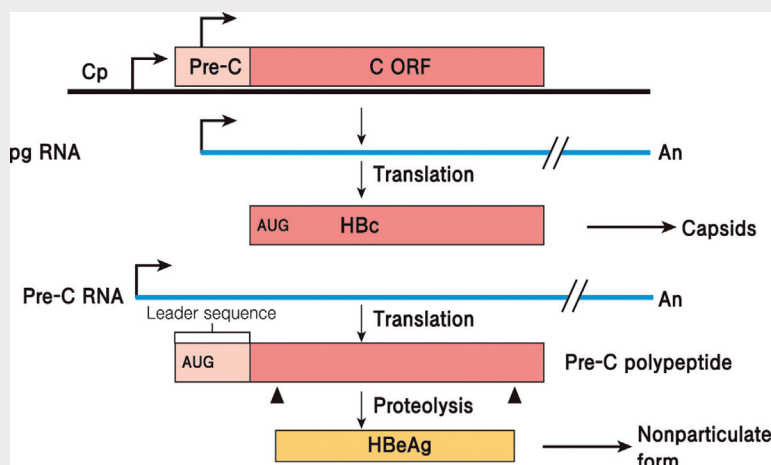 Cp
Pre-C
C ORF
pg RNA
An
Translation
AUG
HBc
Capsids
Pre-C RNA
An
Leader sequence
Translation
AUG
Pre-C polypeptide
Proteolysis
HBeAg
Nonparticulate
form